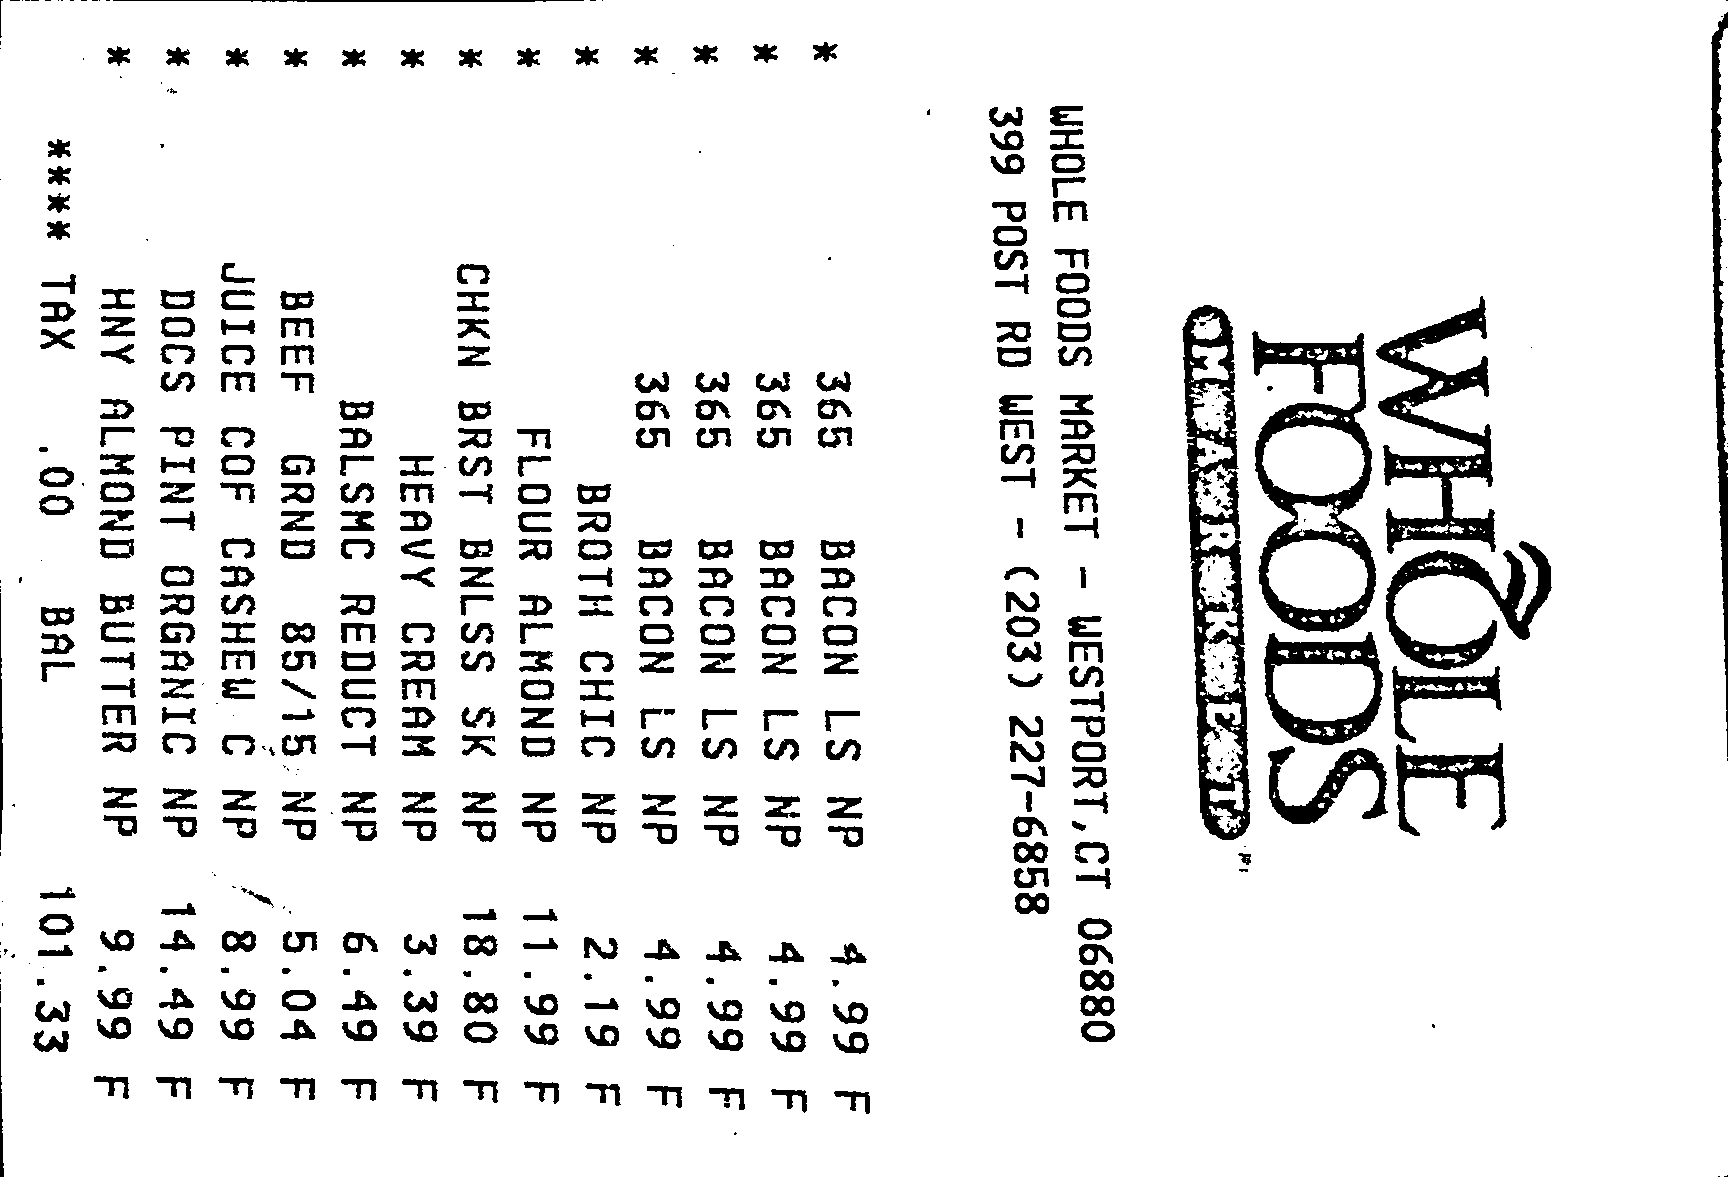 WHOLE
FOODS
MARKET
WHOLE FOODS MARKET - WESTPORT,CT 06880
399 POST RD WEST - (203) 227-6858
* 365 BACON LS NP 4.99 F
* 365 BACON LS NP 4.99 F
* 365 BACON LS NP 4.99 F
* 365 BACON LS NP 4.99 F
* BROTH CHIC NP 2.19 F
* FLOUR ALMOND NP 11.99 F
* CHKN BRST BNLSS SK NP 18.80 F
* HEAVY CREAM NP 3.39 F
* BALSMC REDUCT NP 6.49 F
* BEEF GRND 85/15 NP 5.04 F
* JUICE COF CASHEW C NP 8.99 F
* DOCS PINT ORGANIC NP 14.49 F
* HNY ALMOND BUTTER NP 9.99 F
**** TAX .00 BAL 101.33